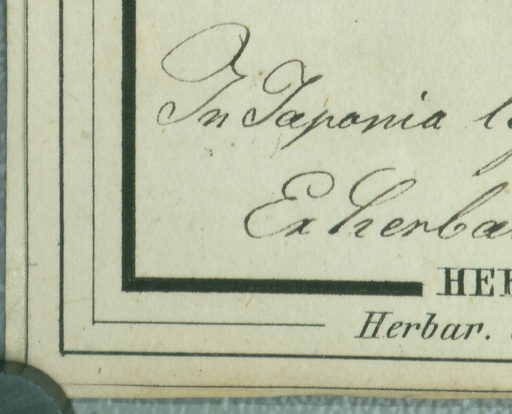 In Japonia
Ex herba
HER
Herbar.